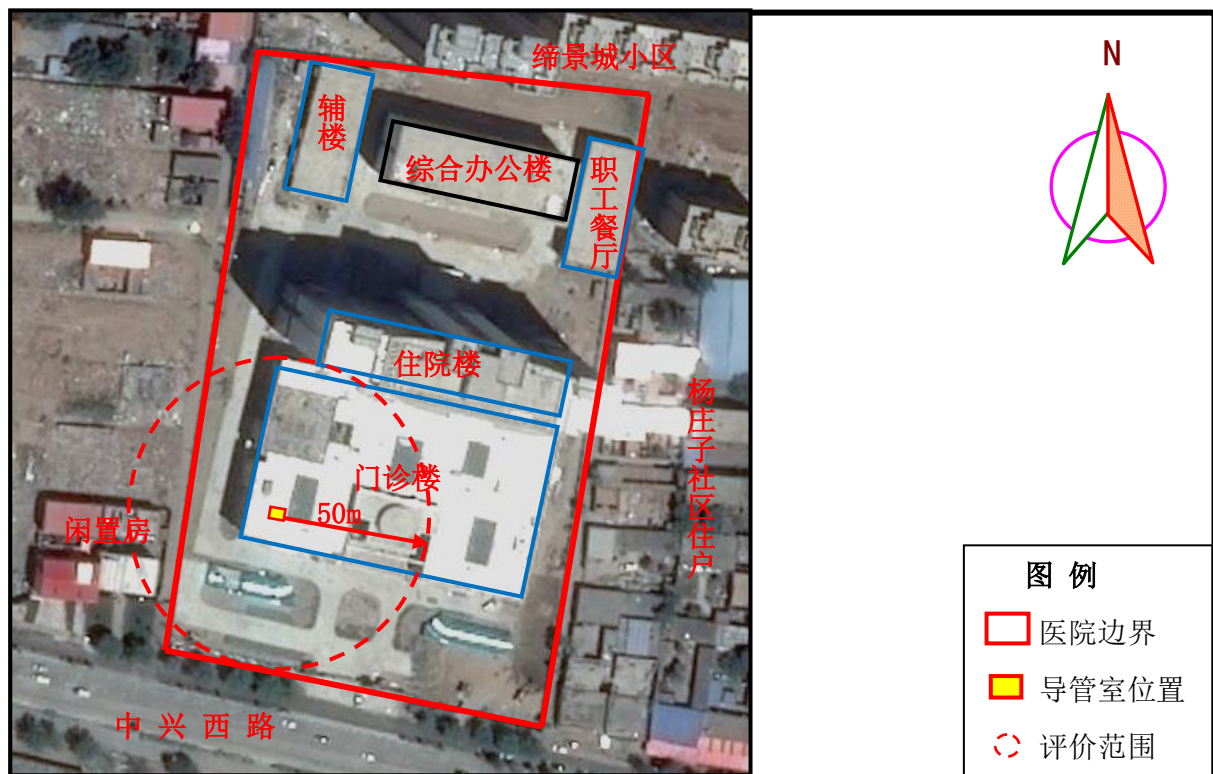 缔景城小区
N
辅楼
综合办公楼
职工餐厅
住院楼
杨庄子社区住户
门诊楼
50m
闲置房
中兴西路
图例
医院边界
导管室位置
评价范围